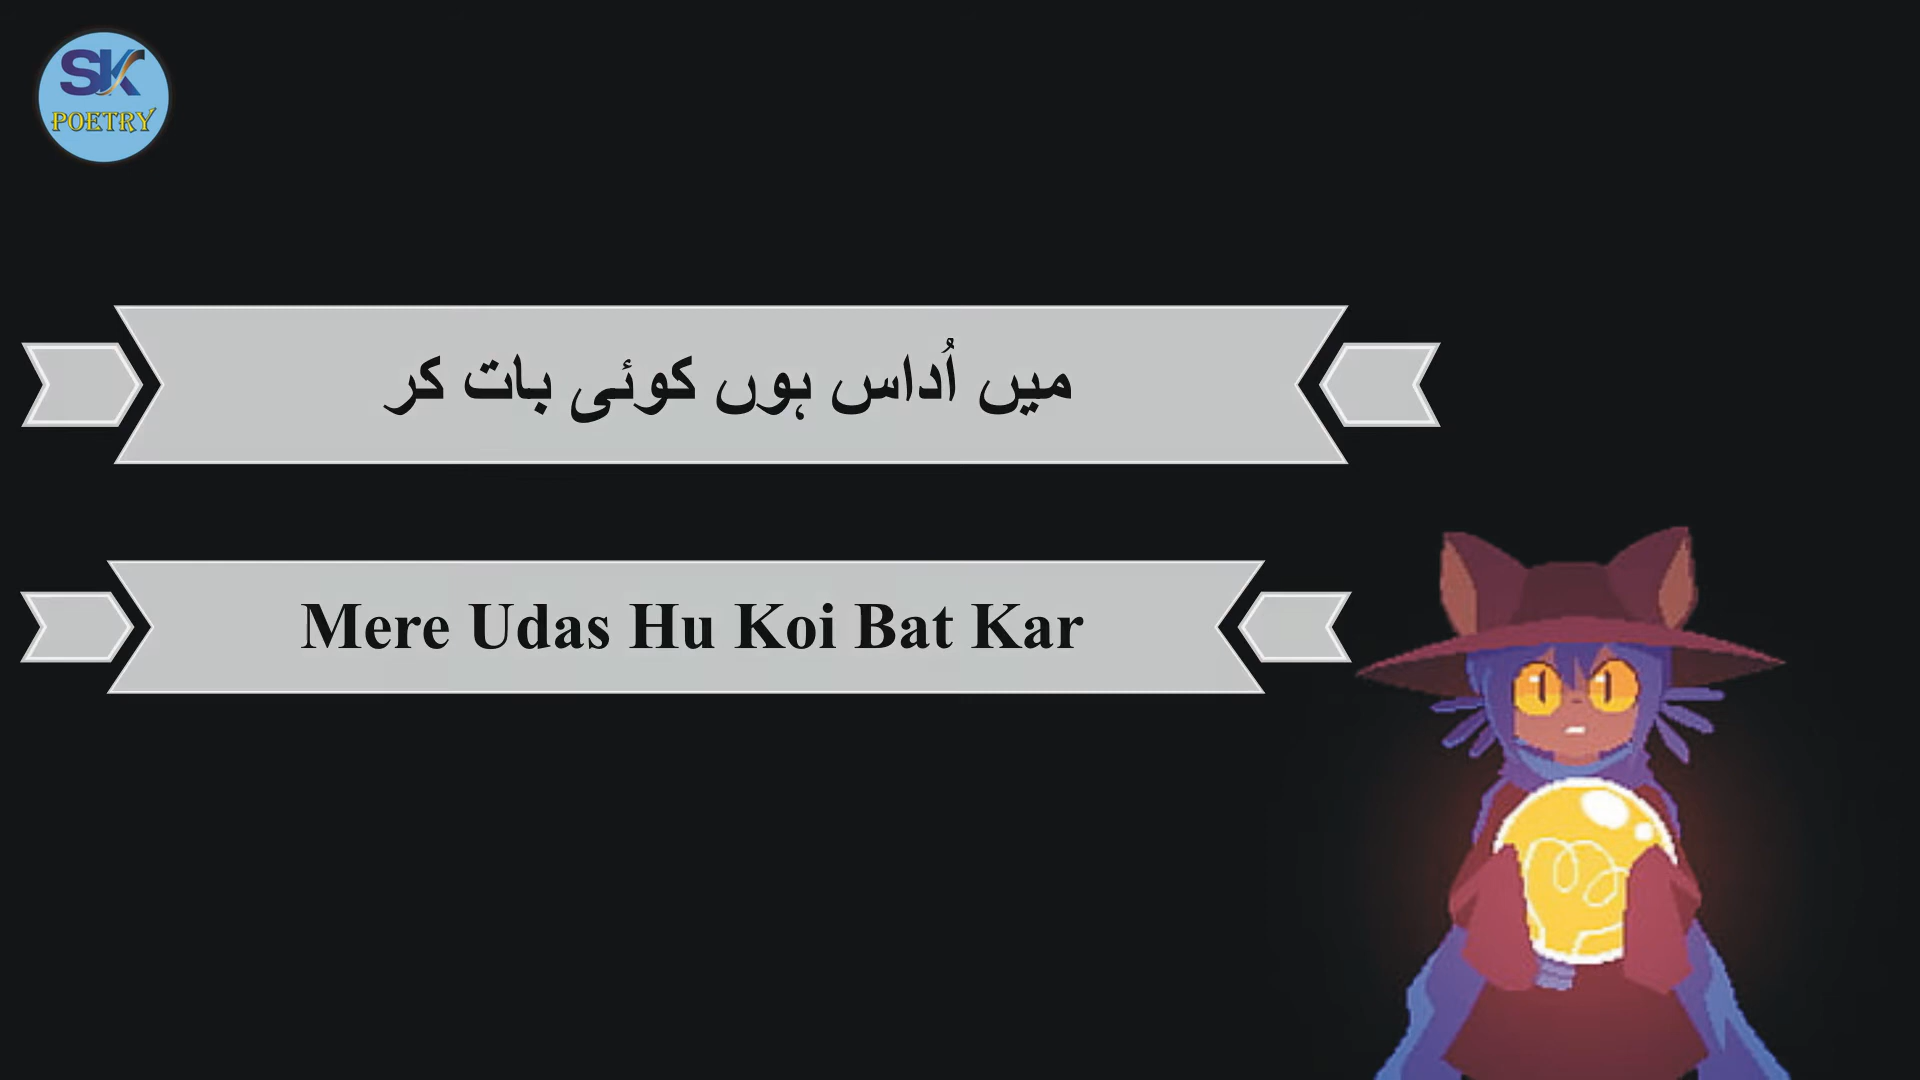 SK
POETRY
میں اُداس ہوں کوئی بات کر
Mere Udas Hu Koi Bat Kar